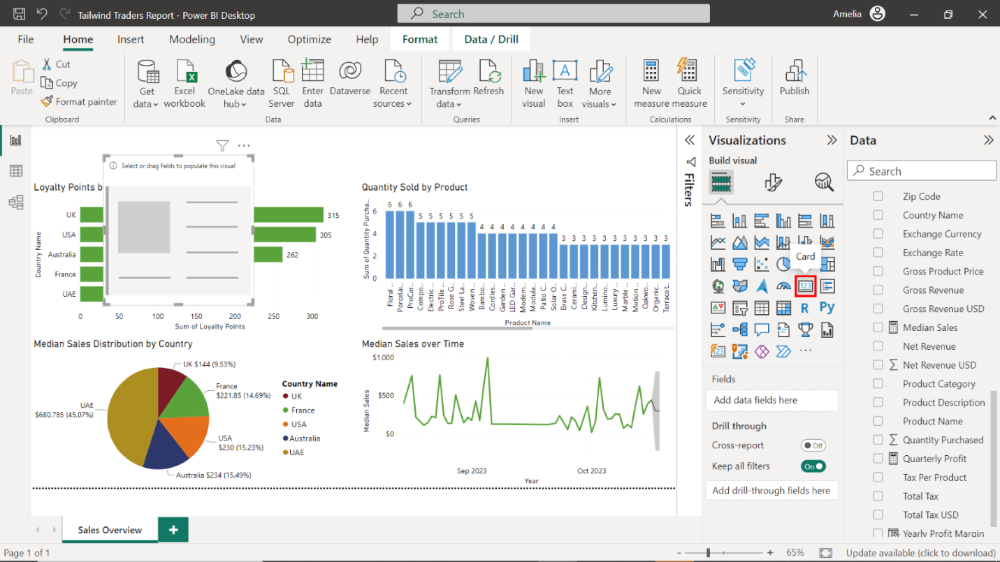 Tailwind Traders Report - Power BI Desktop
Search
Amelia
File Home Insert Modeling View Optimize Help Format Data / Drill
Paste
Cut
Copy
Format painter
Clipboard
Get data
Excel workbook
OneLake data hub
SQL Server
Enter data
Dataverse
Recent sources
Data
Transform data
Refresh
Queries
New visual
Text box
More visuals
Insert
New measure
Quick measure
Calculations
Sensitivity
Sensitivity
Publish
Share
Select or drag fields to populate this visual
Loyalty Points b
Country Name
UK
USA
Australia
France
UAE
315
305
262
0 50 100 150 200 250 300
Sum of Loyalty Points
Quantity Sold by Product
Sum of Quantity Purcha...
6
4
2
0
6 6 6 5 5 5 5 5 5 4 4 4 4 4 4 4 4 3 3 3 3 3 3 3 3 3 3 3
Floral ...
Porcelai...
ProCar...
Compo...
Electric ...
ProTile ...
Rose G...
Steel La...
Woven ...
Bambo...
Cordles...
Garden ...
LED Gar...
Modern...
Modula...
Patio C...
Solar O...
Cerami...
Design...
Kitchen...
Lumino...
Luxury ...
Marble ...
Motion ...
Oakwo...
Organic...
Terraco t...
Product Name
Median Sales Distribution by Country
UK $144 (9.53%)
France
$221.85 (14.69%)
USA
$230 (15.23%)
Australia $234 (15.49%)
UAE
$680.785 (45.07%)
Country Name
UK
France
USA
Australia
UAE
Median Sales over Time
Median Sales
$1,000
$500
$0
Sep 2023 Oct 2023
Year
Filters
Visualizations
Build visual
Card
123
R Py
123
Fields
Add data fields here
Drill through
Cross-report Off
Keep all filters On
Add drill-through fields here
Data
Search
Zip Code
Country Name
Exchange Currency
Exchange Rate
Gross Product Price
Gross Revenue
Gross Revenue USD
Median Sales
Net Revenue
Net Revenue USD
Product Category
Product Description
Product Name
Quantity Purchased
Quarterly Profit
Tax Per Product
Total Tax
Total Tax USD
Yearly Profit Margin
Sales Overview
Page 1 of 1
- + 65%
Update available (click to download)